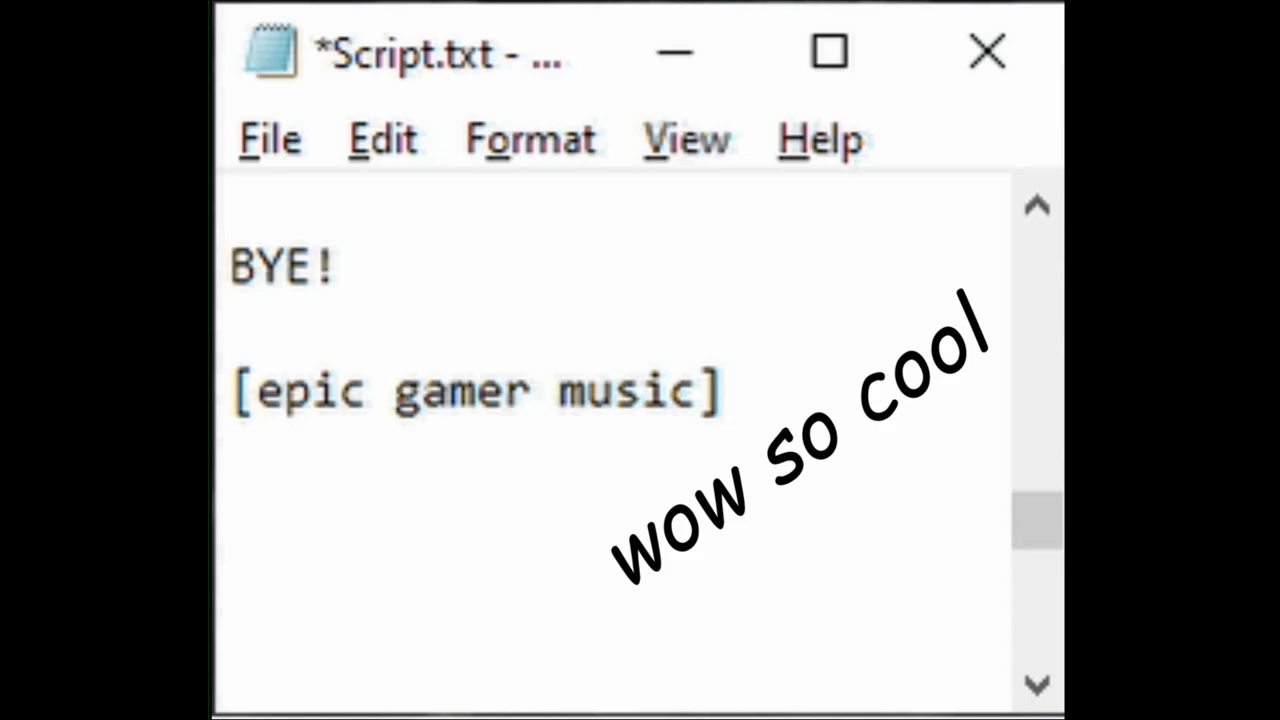 *Script.txt - ...
File Edit Format View Help
BYE!
[epic gamer music]
wow so cool